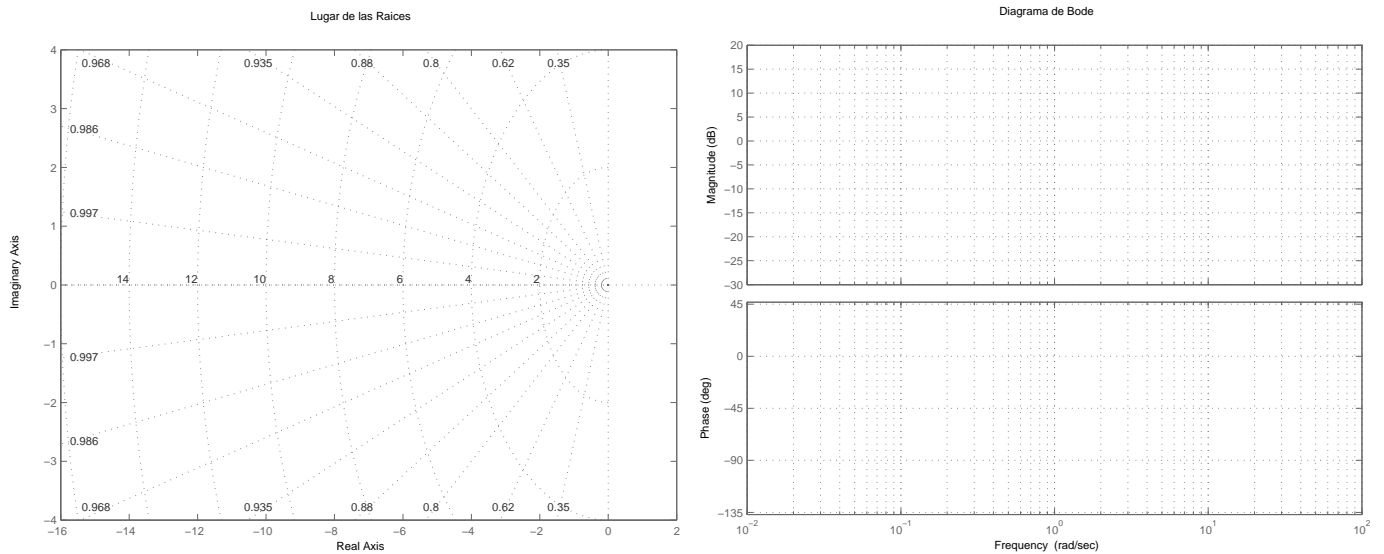 Lugar de las Raices
4
3
2
1
0
−1
−2
−3
−4
Imaginary Axis
0.968 0.935 0.88 0.8 0.62 0.35
0.986
0.997
14 12 10 8 6 4 2
0.997
0.986
0.968 0.935 0.88 0.8 0.62 0.35
−16 −14 −12 −10 −8 −6 −4 −2 0 2
Real Axis
Diagrama de Bode
20
15
10
5
0
−5
−10
−15
−20
−25
−30
Magnitude (dB)
45
0
−45
−90
−135
Phase (deg)
10^−2 10^−1 10^0 10^1 10^2
Frequency (rad/sec)